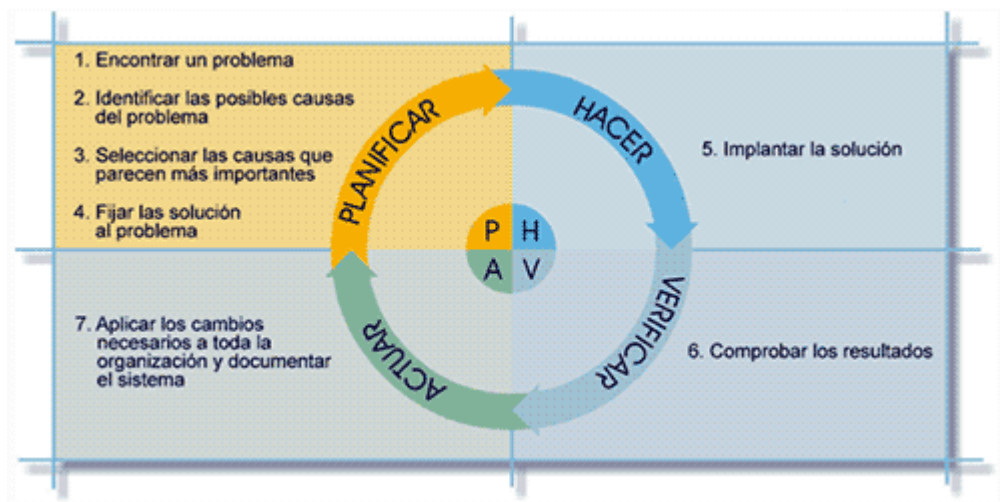 1. Encontrar un problema
2. Identificar las posibles causas
del problema
3. Seleccionar las causas que
parecen más importantes
4. Fijar las solución
al problema
PLANIFICAR
HACER
5. Implantar la solución
P H
A V
7. Aplicar los cambios
necesarios a toda la
organización y documentar
el sistema
ACTUAR
VERIFICAR
6. Comprobar los resultados